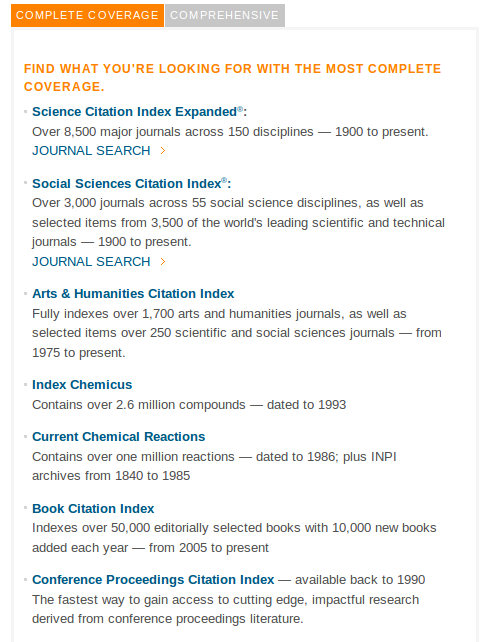 COMPLETE COVERAGE COMPREHENSIVE
FIND WHAT YOU'RE LOOKING FOR WITH THE MOST COMPLETE
COVERAGE.
Science Citation Index Expanded®:
Over 8,500 major journals across 150 disciplines — 1900 to present.
JOURNAL SEARCH
Social Sciences Citation Index®:
Over 3,000 journals across 55 social science disciplines, as well as
selected items from 3,500 of the world's leading scientific and technical
journals — 1900 to present.
JOURNAL SEARCH
Arts & Humanities Citation Index
Fully indexes over 1,700 arts and humanities journals, as well as
selected items over 250 scientific and social sciences journals — from
1975 to present.
Index Chemicus
Contains over 2.6 million compounds — dated to 1993
Current Chemical Reactions
Contains over one million reactions — dated to 1986; plus INPI
archives from 1840 to 1985
Book Citation Index
Indexes over 50,000 editorially selected books with 10,000 new books
added each year — from 2005 to present
Conference Proceedings Citation Index — available back to 1990
The fastest way to gain access to cutting edge, impactful research
derived from conference proceedings literature.